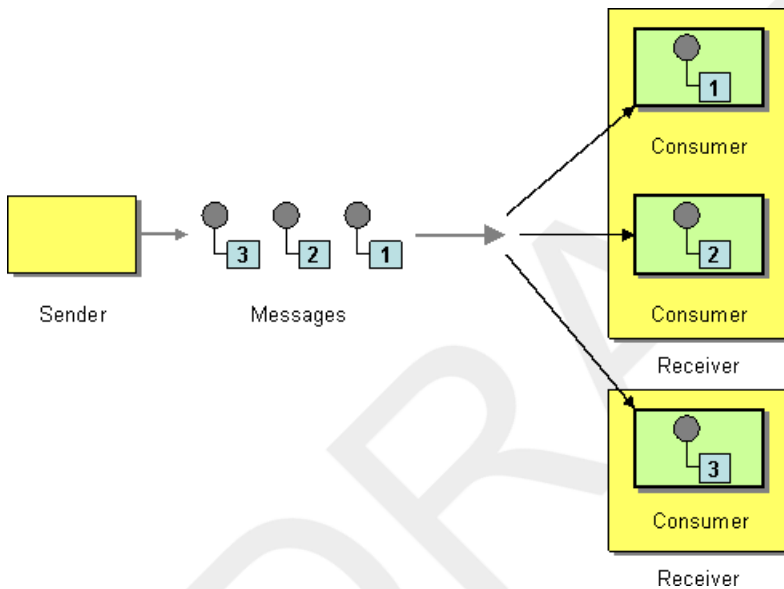 1
Consumer
3 2 1
2
Sender
Messages
Consumer
Receiver
3
Consumer
Receiver